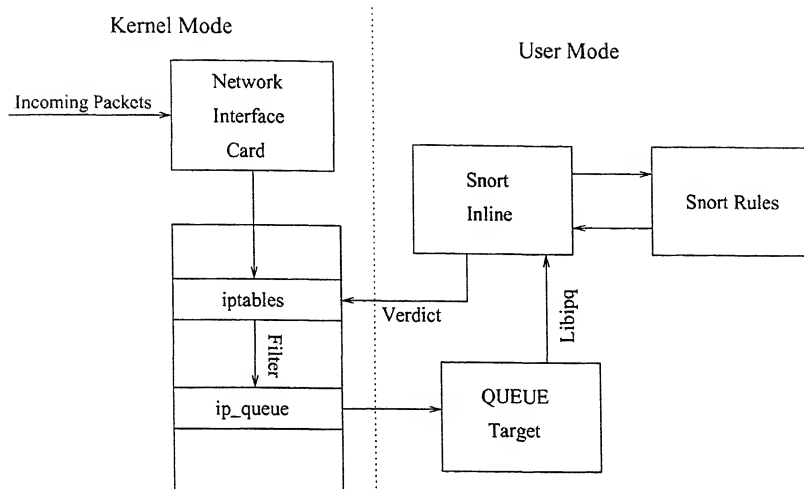 Kernel Mode
User Mode
Incoming Packets
Network
Interface
Card
Snort
Inline
Snort Rules
iptables
Verdict
Filter
Libipq
ip_queue
QUEUE
Target